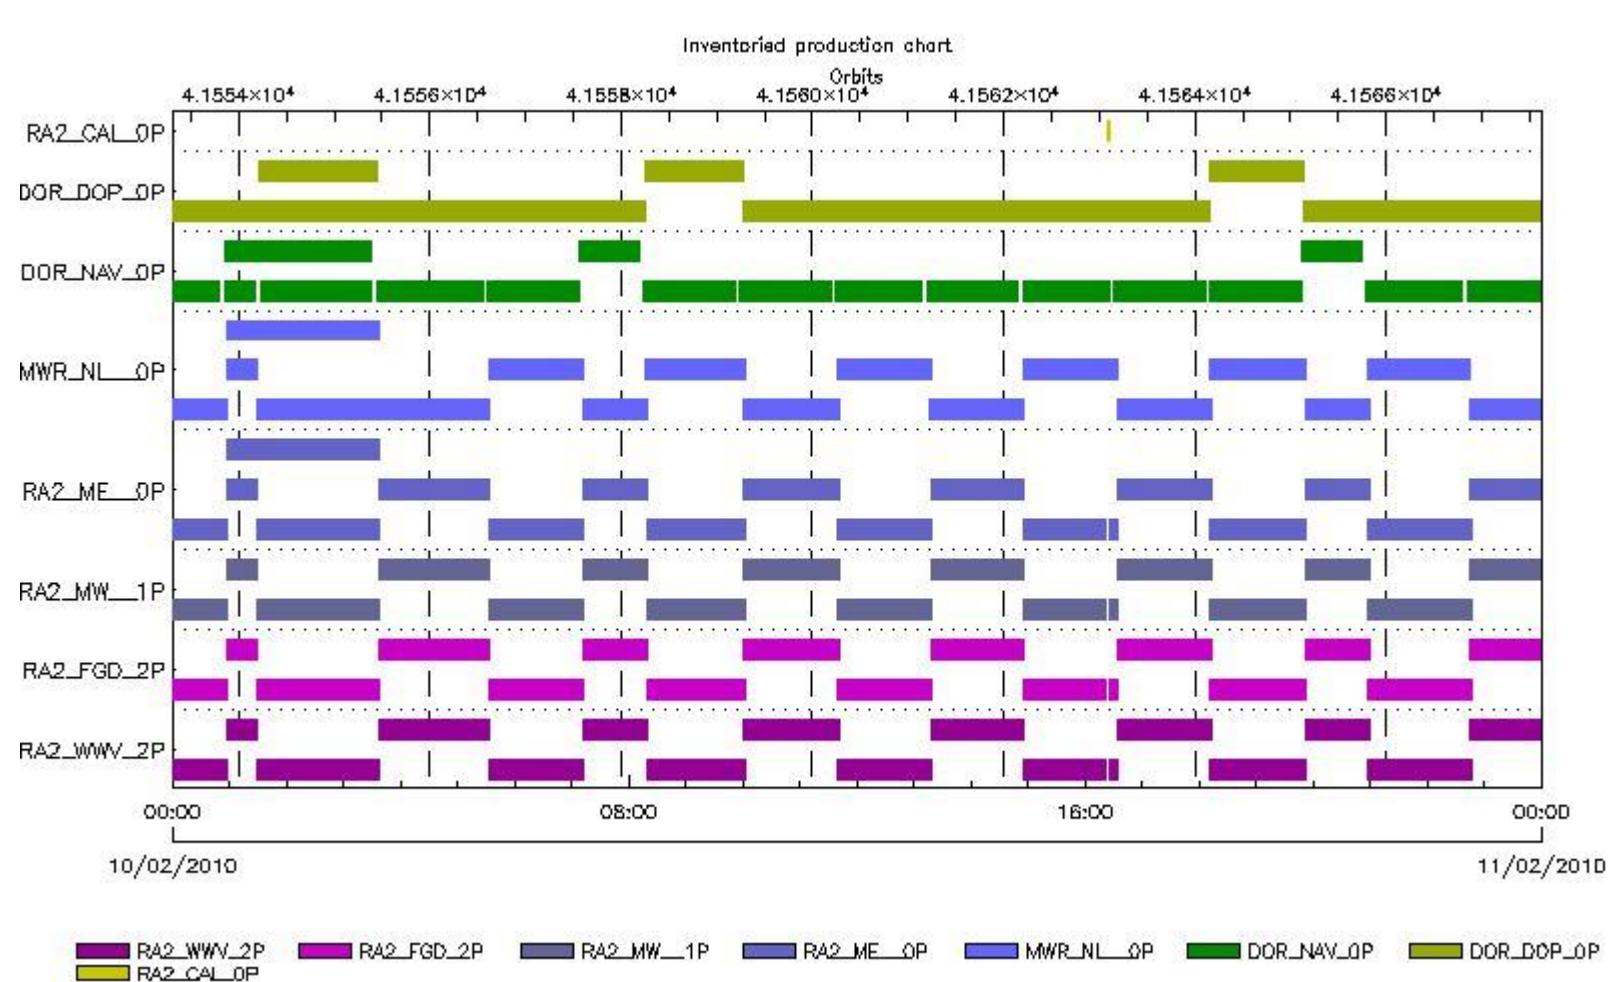 Inventoried production chart
Orbits
4.1554×10⁴ 4.1556×10⁴ 4.1558×10⁴ 4.1560×10⁴ 4.1562×10⁴ 4.1564×10⁴ 4.1566×10⁴
RA2_CAL_0P
DOR_DOP_0P
DOR_NAV_0P
MWR_NL__0P
RA2_ME__0P
RA2_MW__1P
RA2_FGD_2P
RA2_WWV_2P
00:00 08:00 16:00 00:00
10/02/2010 11/02/2010
RA2_WWV_2P RA2_FGD_2P RA2_MW__1P RA2_ME__0P MWR_NL__0P DOR_NAV_0P DOR_DOP_0P
RA2_CAL_0P